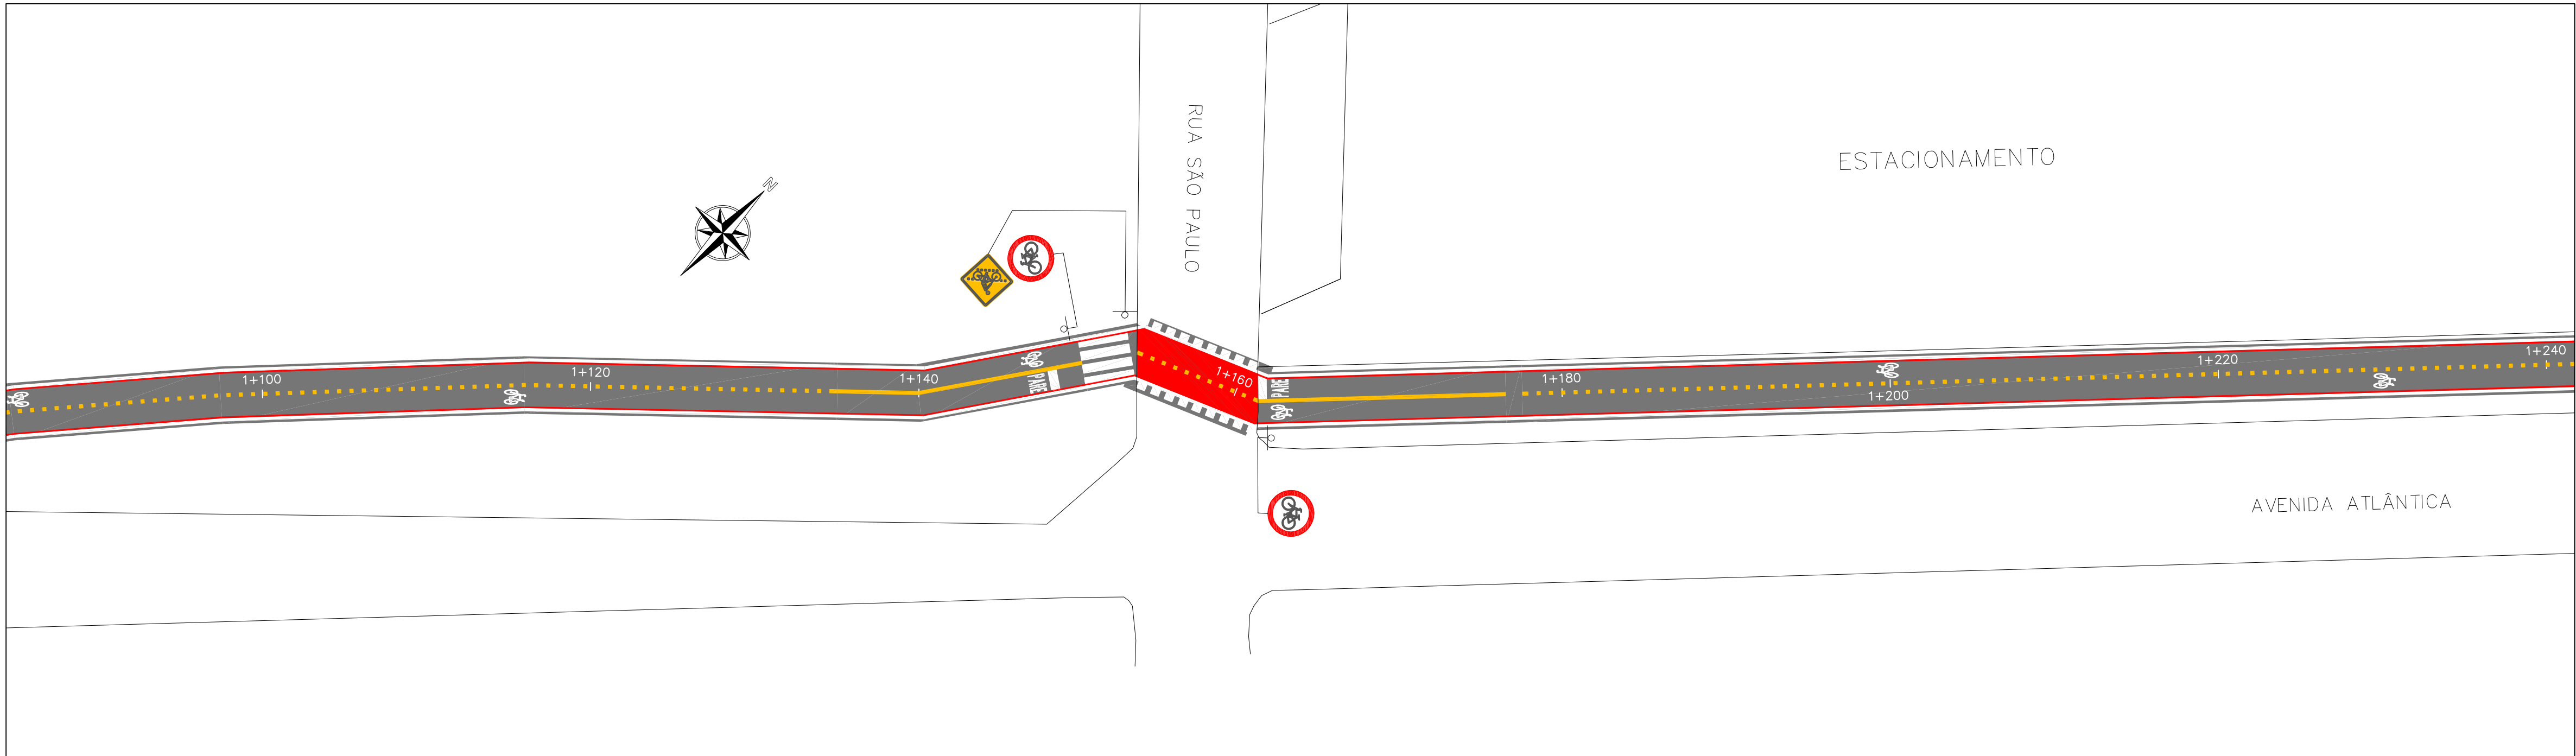 RUA SÃO PAULO
ESTACIONAMENTO
N
1+100
1+120
1+140
PARE
1+160
PARE
1+180
1+200
1+220
1+240
AVENIDA ATLÂNTICA